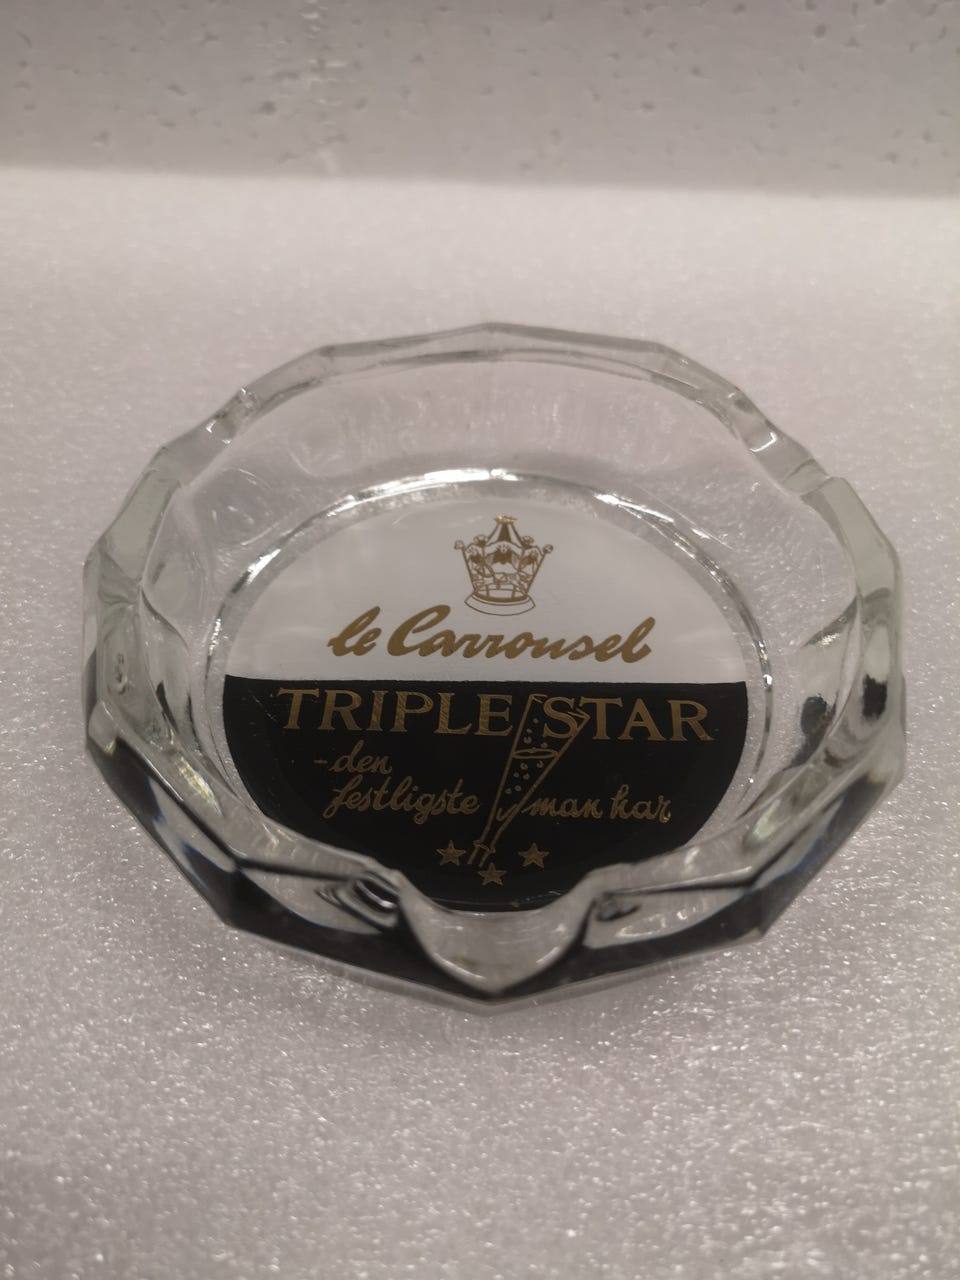 le Carrousel
TRIPLE STAR
- den
festligste man har